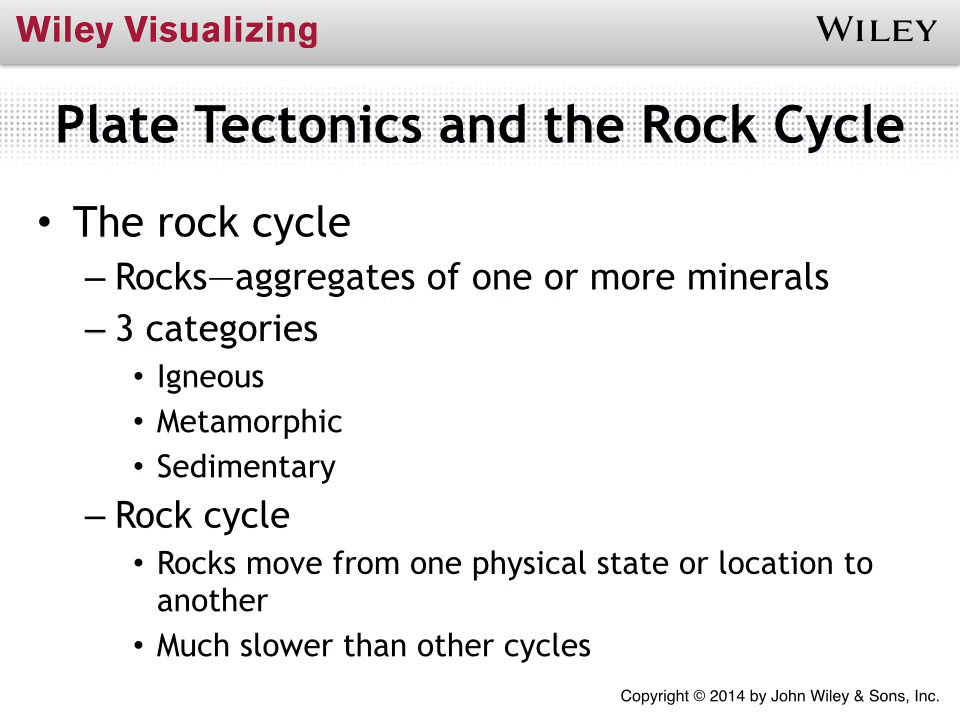 Wiley Visualizing
WILEY
Plate Tectonics and the Rock Cycle
• The rock cycle
– Rocks—aggregates of one or more minerals
– 3 categories
• Igneous
• Metamorphic
• Sedimentary
– Rock cycle
• Rocks move from one physical state or location to
another
• Much slower than other cycles
Copyright © 2014 by John Wiley & Sons, Inc.